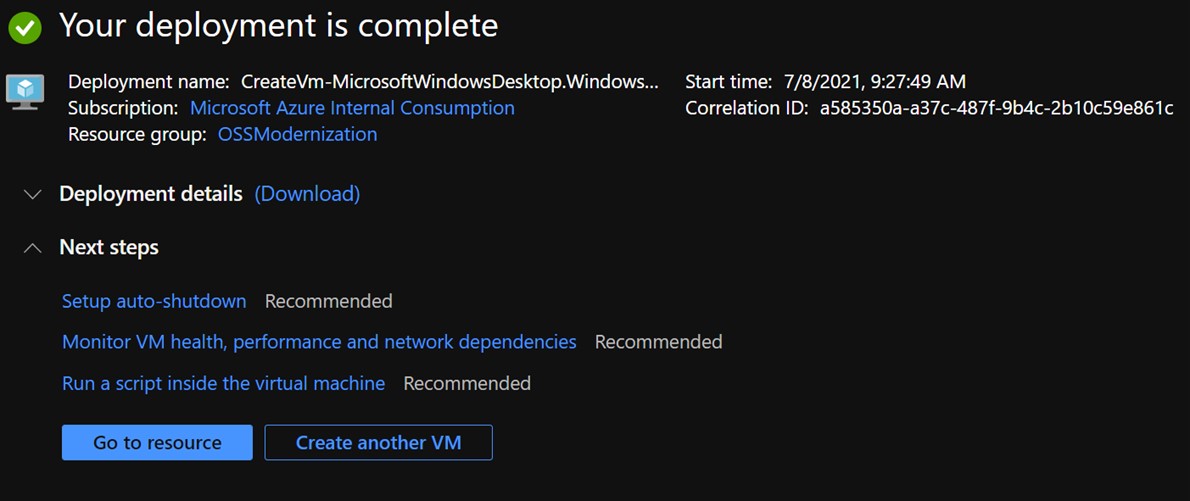 Your deployment is complete
Deployment name: CreateVm-MicrosoftWindowsDesktop.Windows...
Subscription: Microsoft Azure Internal Consumption
Resource group: OSSModernization
Start time: 7/8/2021, 9:27:49 AM
Correlation ID: a585350a-a37c-487f-9b4c-2b10c59e861c
Deployment details (Download)
Next steps
Setup auto-shutdown Recommended
Monitor VM health, performance and network dependencies Recommended
Run a script inside the virtual machine Recommended
Go to resource
Create another VM